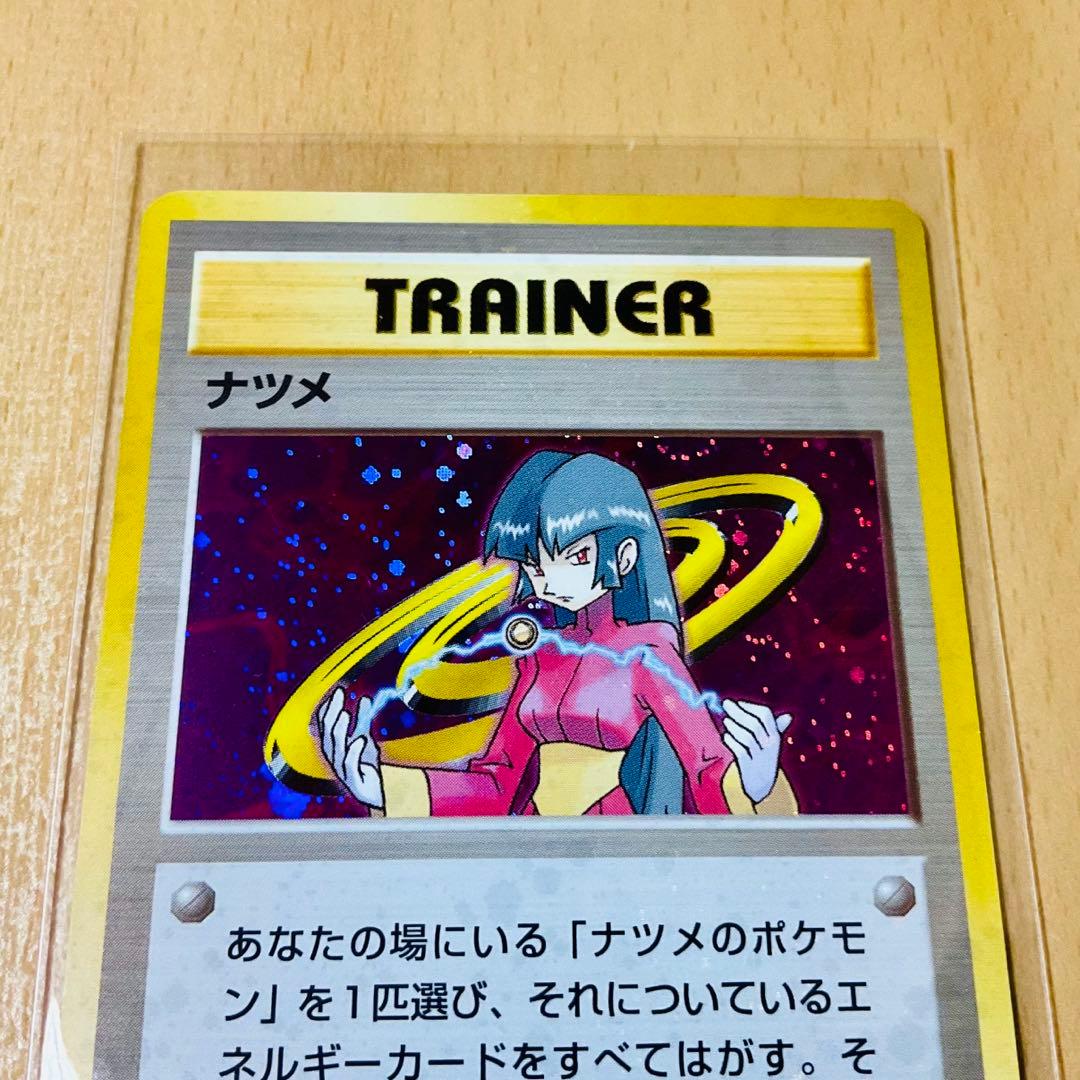 TRAINER
ナツメ
あなたの場にいる「ナツメのポケモ
ン」を1匹選び、それについているエ
ネルギーカードをすべてはがす。そ